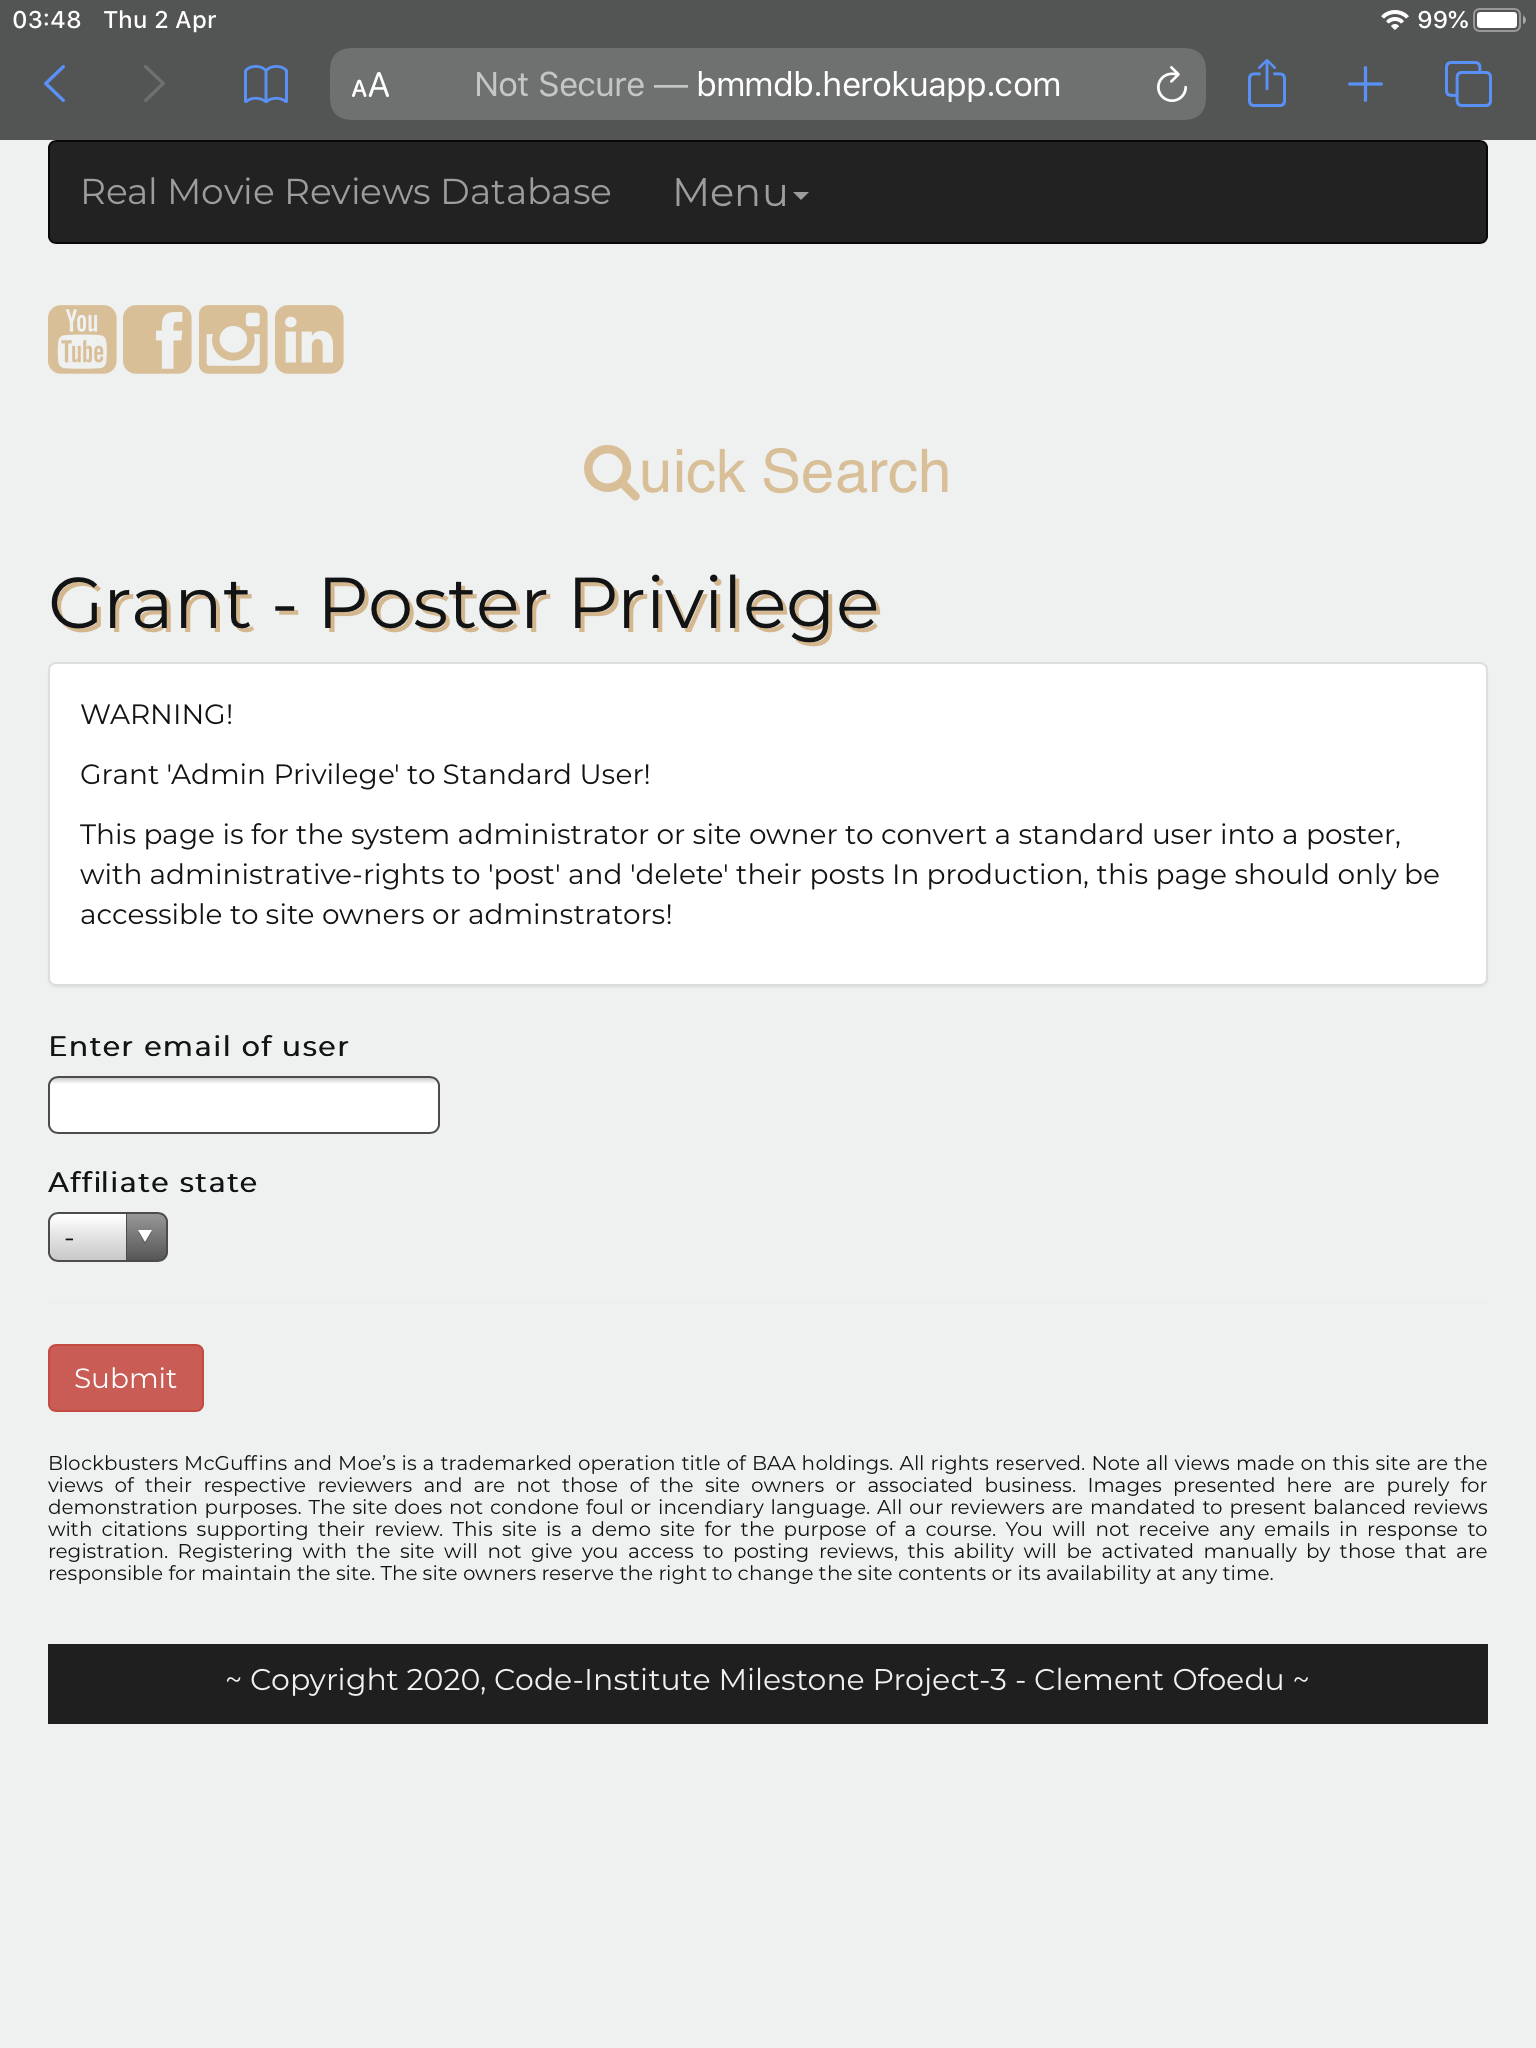 03:48 Thu 2 Apr 99%
AA Not Secure — bmmdb.herokuapp.com
Real Movie Reviews Database Menu
You
Tube f in
Quick Search
Grant - Poster Privilege
WARNING!
Grant 'Admin Privilege' to Standard User!
This page is for the system administrator or site owner to convert a standard user into a poster,
with administrative-rights to 'post' and 'delete' their posts In production, this page should only be
accessible to site owners or adminstrators!
Enter email of user
Affiliate state
-
Submit
Blockbusters McGuffins and Moe’s is a trademarked operation title of BAA holdings. All rights reserved. Note all views made on this site are the
views of their respective reviewers and are not those of the site owners or associated business. Images presented here are purely for
demonstration purposes. The site does not condone foul or incendiary language. All our reviewers are mandated to present balanced reviews
with citations supporting their review. This site is a demo site for the purpose of a course. You will not receive any emails in response to
registration. Registering with the site will not give you access to posting reviews, this ability will be activated manually by those that are
responsible for maintain the site. The site owners reserve the right to change the site contents or its availability at any time.
~ Copyright 2020, Code-Institute Milestone Project-3 - Clement Ofoedu ~